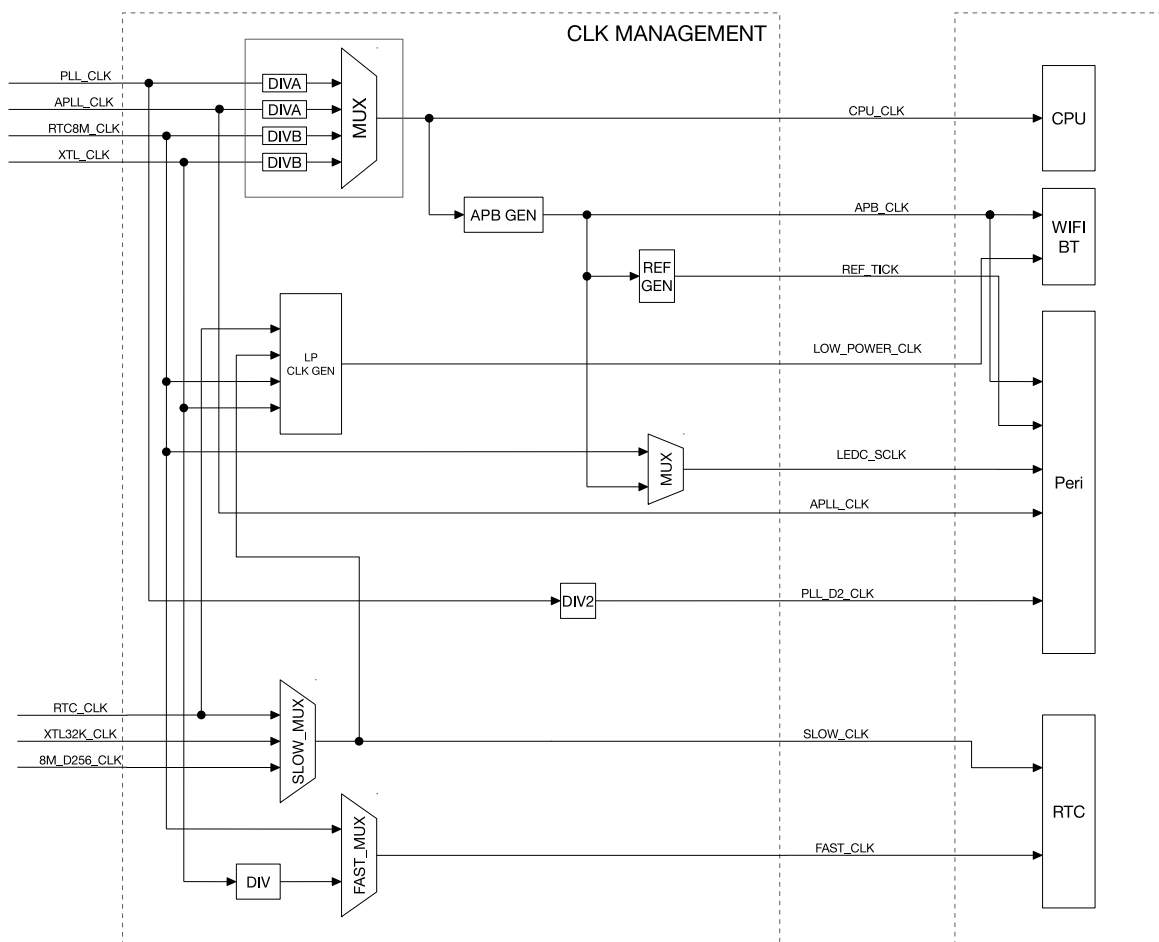 CLK MANAGEMENT
PLL_CLK
DIVA
APLL_CLK
DIVA
RTC8M_CLK
DIVB
XTL_CLK
DIVB
MUX
CPU_CLK
CPU
APB GEN
APB_CLK
WIFI
BT
REF
GEN
REF_TICK
LP
CLK GEN
LOW_POWER_CLK
MUX
LEDC_SCLK
Peri
APLL_CLK
DIV2
PLL_D2_CLK
RTC_CLK
XTL32K_CLK
8M_D256_CLK
SLOW_MUX
SLOW_CLK
RTC
DIV
FAST_MUX
FAST_CLK